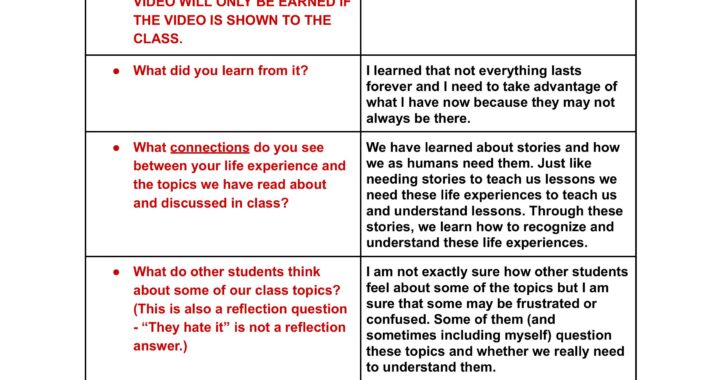 VIDEO WILL ONLY BE EARNED IF
THE VIDEO IS SHOWN TO THE
CLASS.
● What did you learn from it?
I learned that not everything lasts
forever and I need to take advantage of
what I have now because they may not
always be there.
● What connections do you see
between your life experience and
the topics we have read about
and discussed in class?
We have learned about stories and how
we as humans need them. Just like
needing stories to teach us lessons we
need these life experiences to teach us
and understand lessons. Through these
stories, we learn how to recognize and
understand these life experiences.
● What do other students think
about some of our class topics?
(This is also a reflection question
- “They hate it” is not a reflection
answer.)
I am not exactly sure how other students
feel about some of the topics but I am
sure that some may be frustrated or
confused. Some of them (and
sometimes including myself) question
these topics and whether we really need
to understand them.